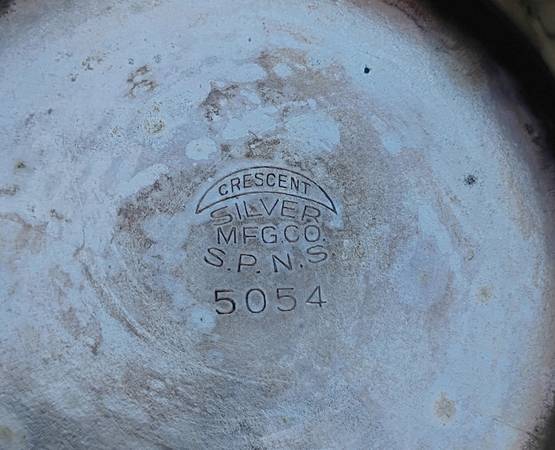 CRESCENT
SILVER
MFG.CO.
S.P.N.S.
5054